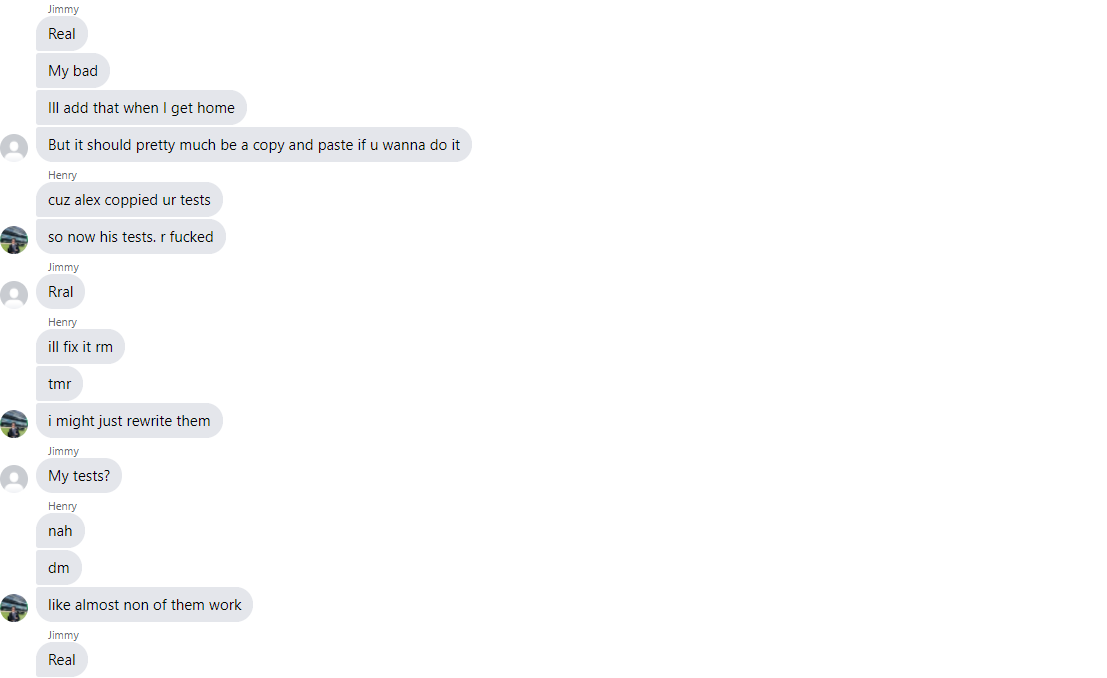 Jimmy
Real
My bad
Ill add that when I get home
But it should pretty much be a copy and paste if u wanna do it
Henry
cuz alex coppied ur tests
so now his tests. r fucked
Jimmy
Rral
Henry
ill fix it rm
tmr
i might just rewrite them
Jimmy
My tests?
Henry
nah
dm
like almost non of them work
Jimmy
Real